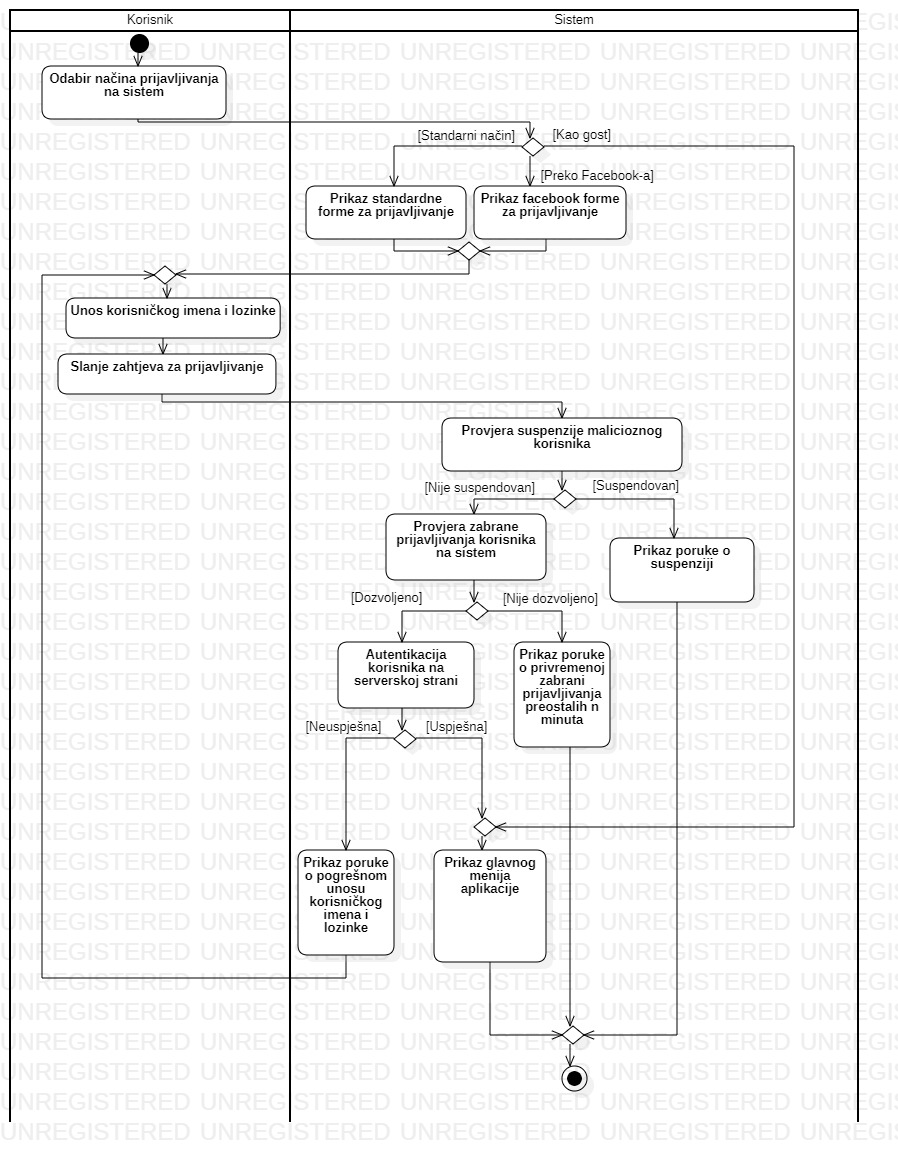 Korisnik
Sistem
Odabir načina prijavljivanja
na sistem
[Standarni način]
[Kao gost]
[Preko Facebook-a]
Prikaz standardne
forme za prijavljivanje
Prikaz facebook forme
za prijavljivanje
Unos korisničkog imena i lozinke
Slanje zahtjeva za prijavljivanje
Provjera suspenzije malicioznog
korisnika
[Nije suspendovan]
[Suspendovan]
Provjera zabrane
prijavljivanja korisnika
na sistem
Prikaz poruke o
suspenziji
[Dozvoljeno]
[Nije dozvoljeno]
Autentikacija
korisnika na
serverskoj strani
Prikaz poruke
o privremenoj
zabrani
prijavljivanja
preostalih n
minuta
[Neuspješna]
[Uspješna]
Prikaz poruke
o pogrešnom
unosu
korisničkog
imena i
lozinke
Prikaz glavnog
menija
aplikacije
UNREGISTERED